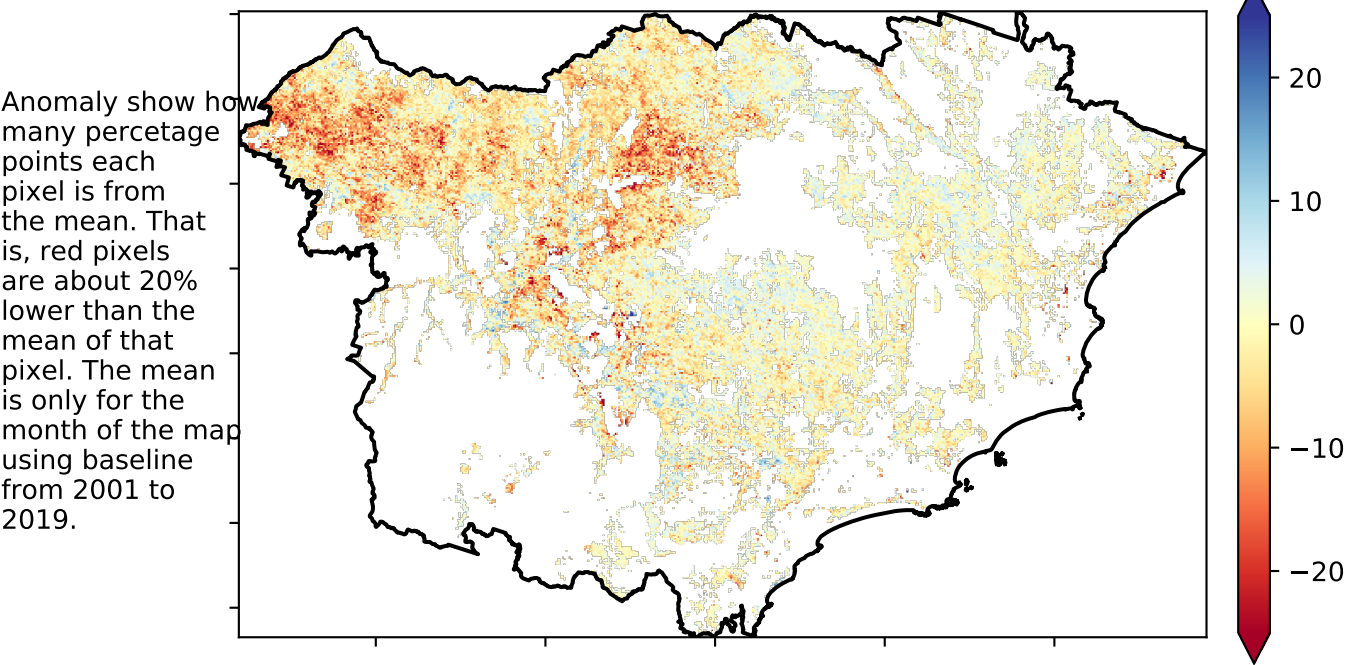 Anomaly show how
many percetage
points each
pixel is from
the mean. That
is, red pixels
are about 20%
lower than the
mean of that
pixel. The mean
is only for the
month of the map
using baseline
from 2001 to
2019.
20
10
0
−10
−20